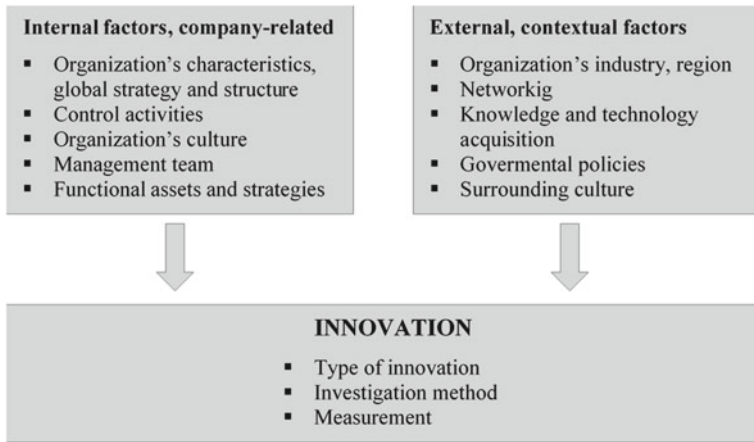 Internal factors, company-related
▪ Organization's characteristics,
global strategy and structure
▪ Control activities
▪ Organization's culture
▪ Management team
▪ Functional assets and strategies
External, contextual factors
▪ Organization's industry, region
▪ Networkig
▪ Knowledge and technology
acquisition
▪ Govermental policies
▪ Surrounding culture
INNOVATION
▪ Type of innovation
▪ Investigation method
▪ Measurement